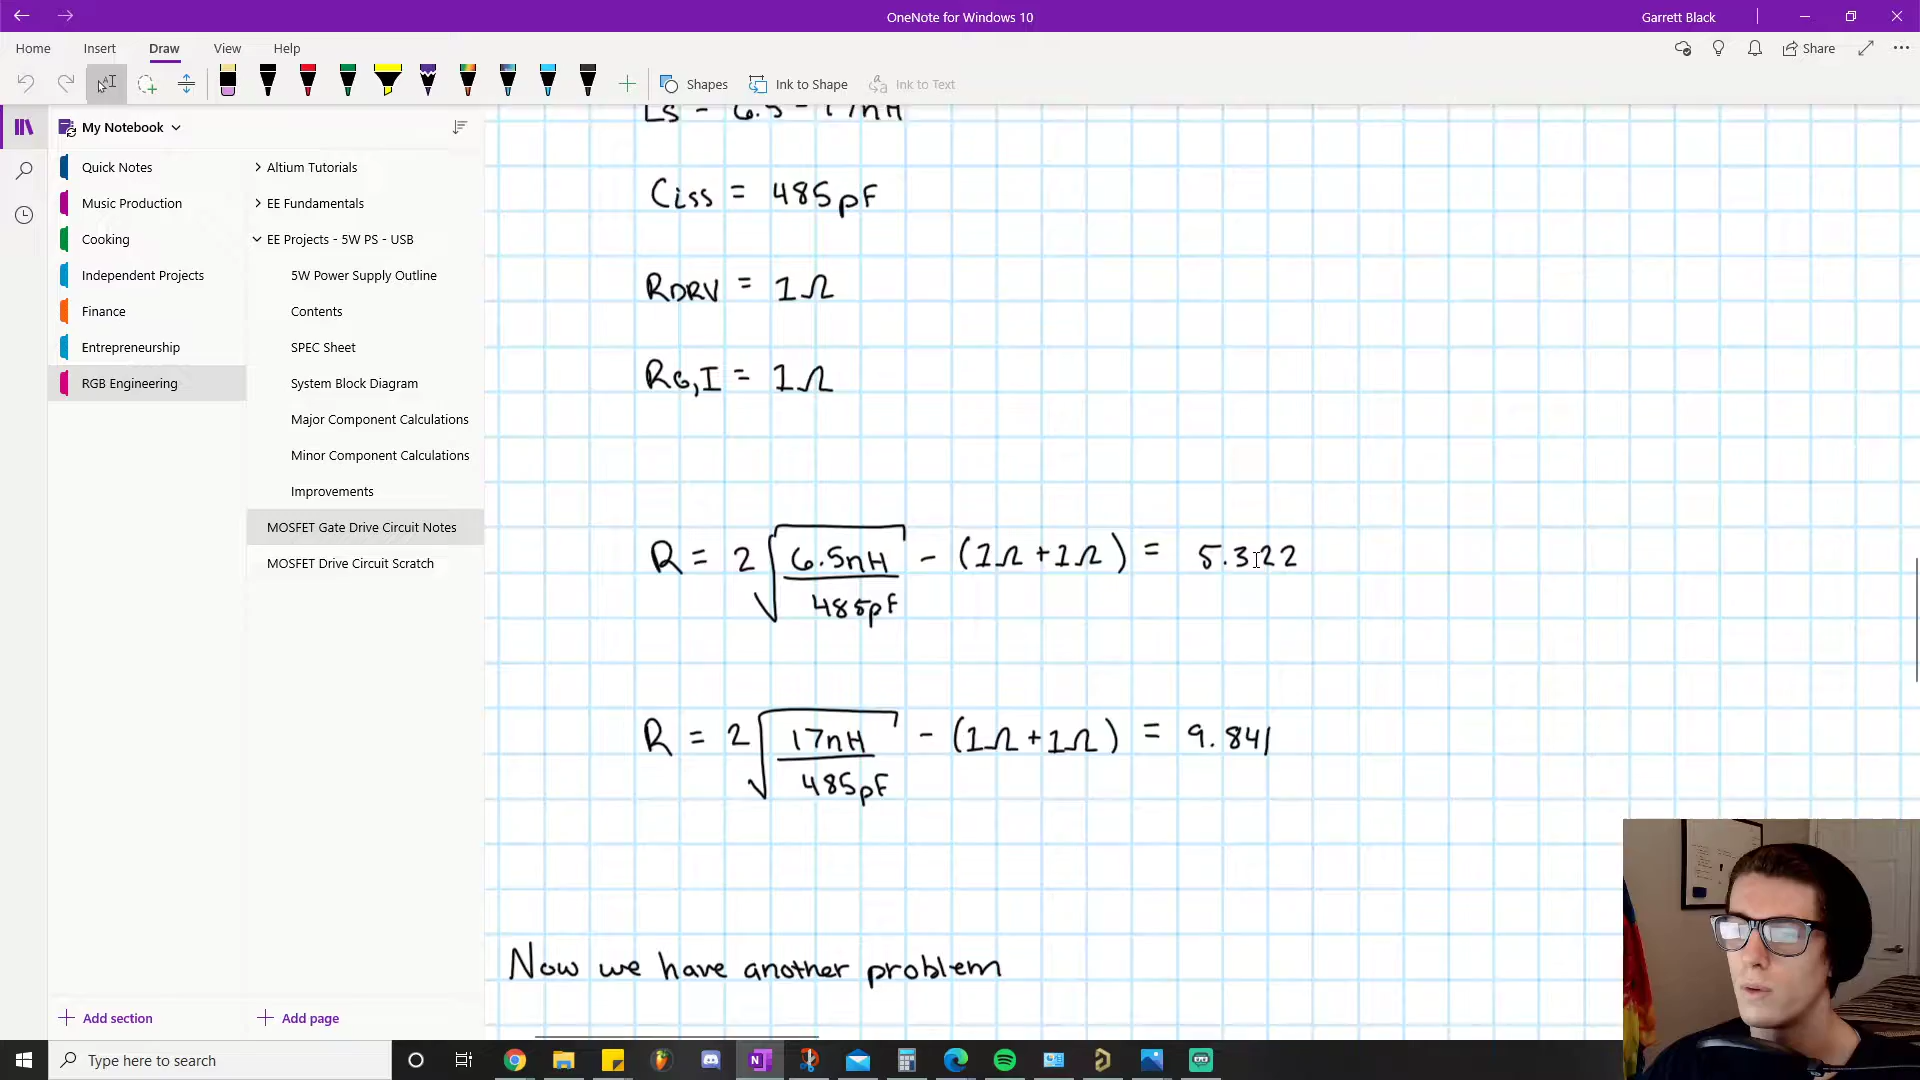 OneNote for Windows 10
Garrett Black
Home
Insert
Draw
View
Help
Share
Shapes
Ink to Shape
Ink to Text
My Notebook
Quick Notes
Music Production
Cooking
Independent Projects
Finance
Entrepreneurship
RGB Engineering
Altium Tutorials
EE Fundamentals
EE Projects - 5W PS - USB
5W Power Supply Outline
Contents
SPEC Sheet
System Block Diagram
Major Component Calculations
Minor Component Calculations
Improvements
MOSFET Gate Drive Circuit Notes
MOSFET Drive Circuit Scratch
Ls - 6.5 - 17nH
Ciss = 485pF
RDRV = 1Ω
RG,I = 1Ω
R = 2√(6.5nH/485pF) - (1Ω+1Ω) = 5.322
R = 2√(17nH/485pF) - (1Ω+1Ω) = 9.841
Now we have another problem
Add section
Add page
Type here to search